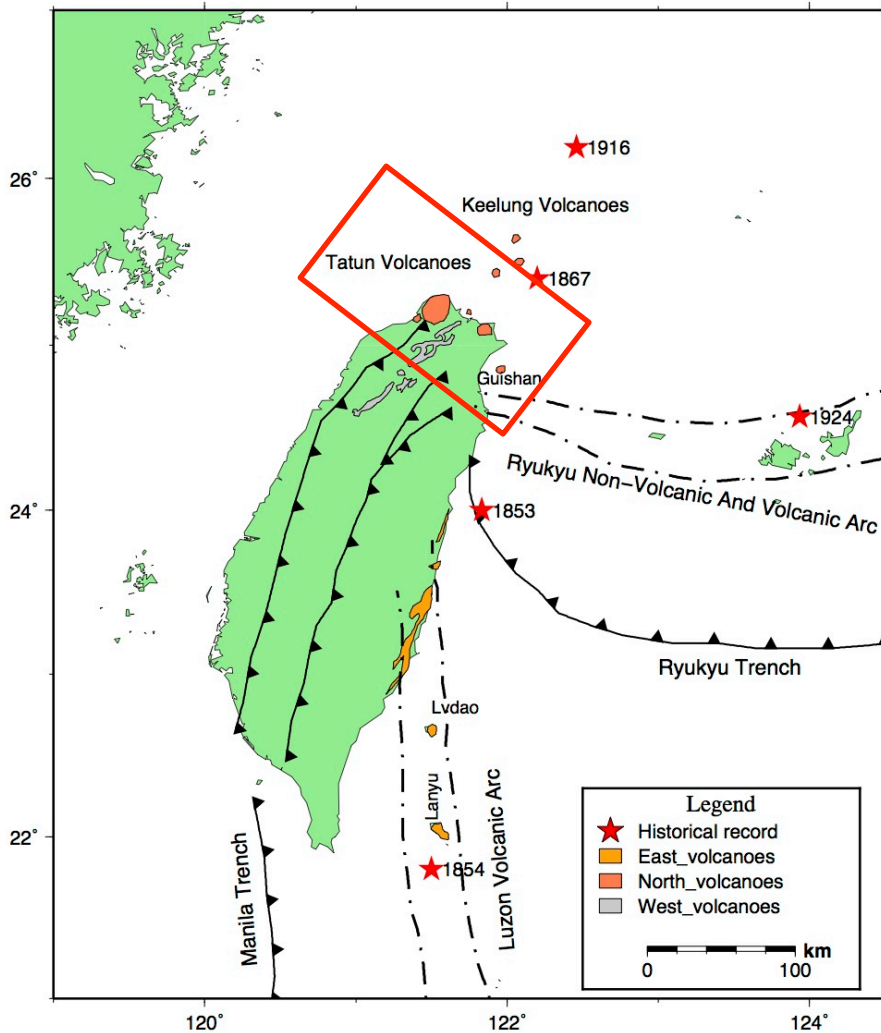 1916
26°
Keelung Volcanoes
Tatun Volcanoes
1867
Guishan
1924
Ryukyu Non-Volcanic And Volcanic Arc
24°
1853
Ryukyu Trench
Lvdao
Lanyu
Luzon Volcanic Arc
22°
1854
Manila Trench
Legend
Historical record
East_volcanoes
North_volcanoes
West_volcanoes
km
0 100
120° 122° 124°